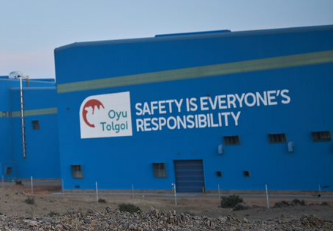 Oyu
Tolgoi
SAFETY IS EVERYONE'S
RESPONSIBILITY